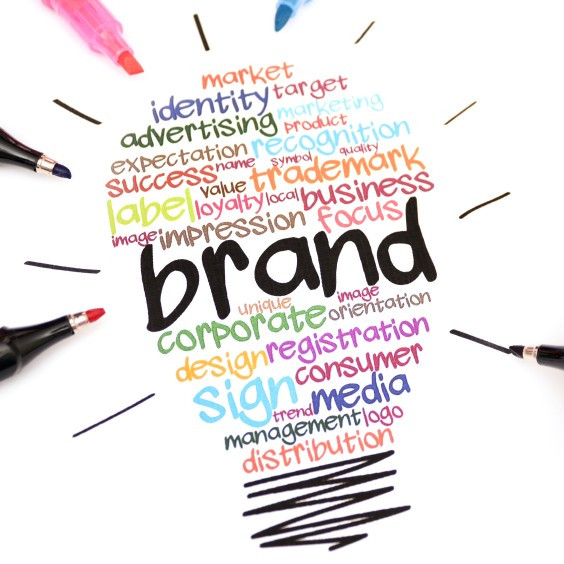 market
identity target
advertising marketing
product
expectation recognition
name symbol quality
success value trademark
label loyalty local business
image impression focus
brand
unique image
corporate orientation
design registration
sign consumer
trend media
management logo
distribution